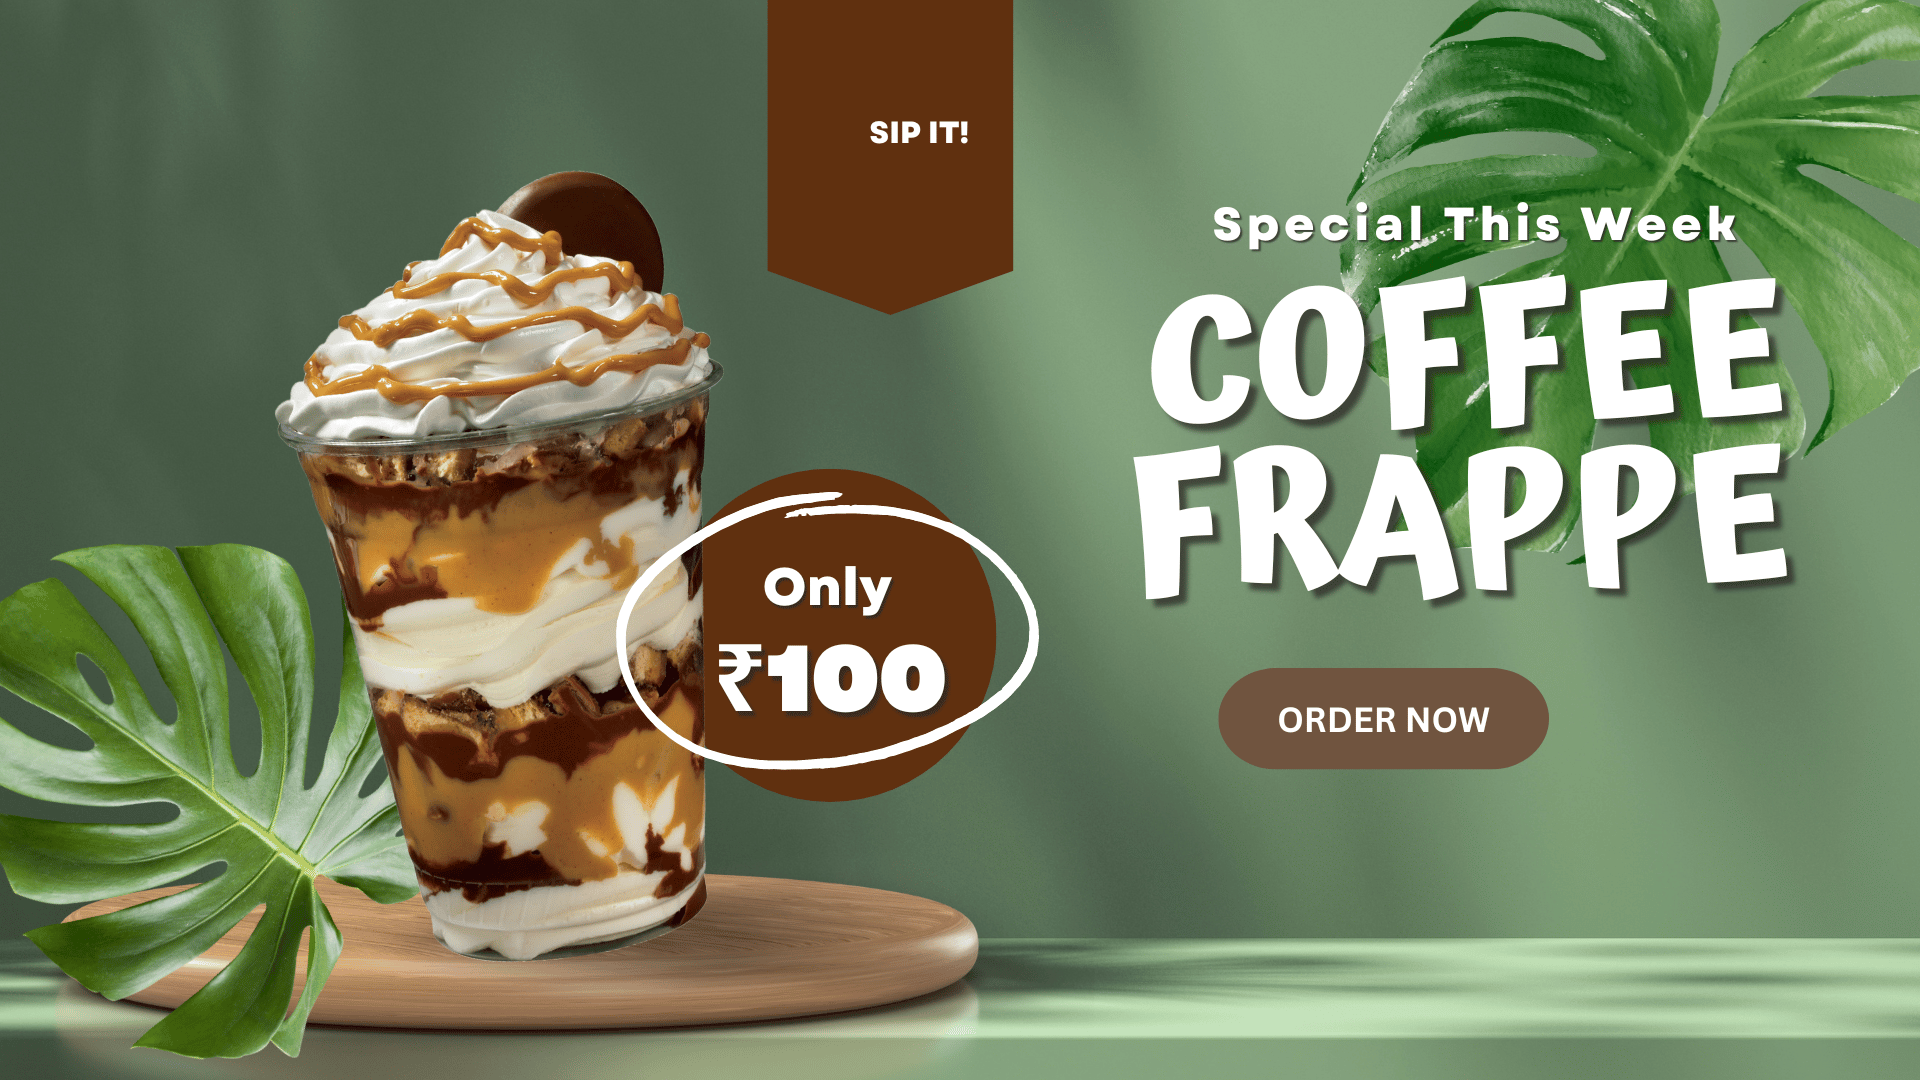 SIP IT!
Special This Week
COFFEE
FRAPPE
Only
₹100
ORDER NOW